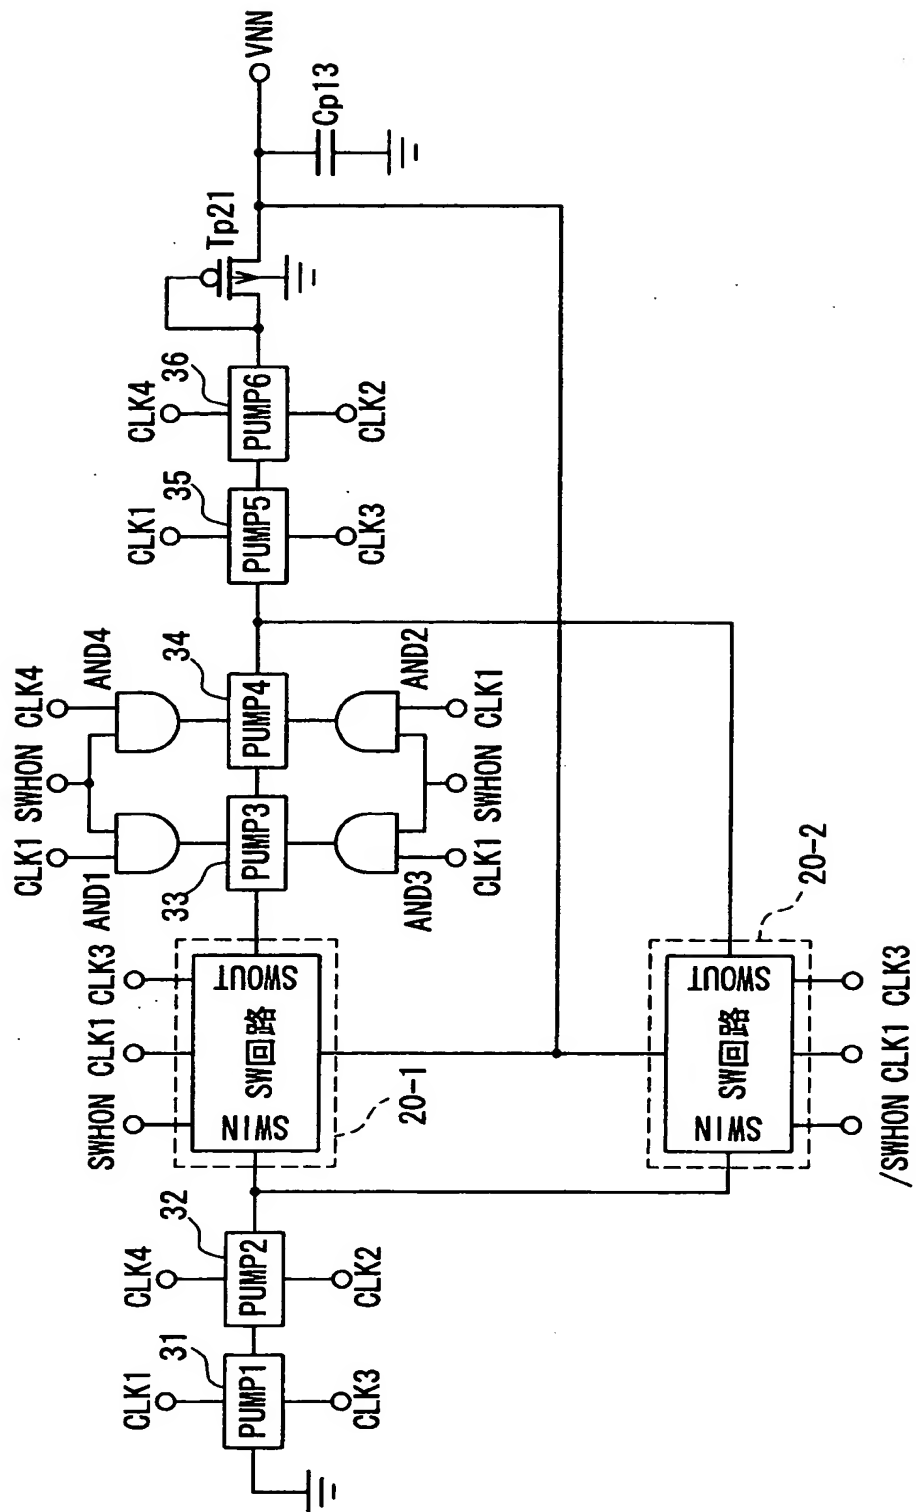 CLK1 SWHON CLK4
AND1 AND4
SWHON CLK1 CLK3
CLK1
CLK4
CLK1
CLK4
31
32
33
34
35
36
Tp21
VNN
PUMP1
PUMP2
SWIN
SW回路
SWOUT
PUMP3
PUMP4
PUMP5
PUMP6
Cp13
CLK3
CLK2
CLK3
CLK2
20-1
AND3
AND2
CLK1 SWHON CLK1
SWIN
SW回路
SWOUT
20-2
/SWHON CLK1 CLK3